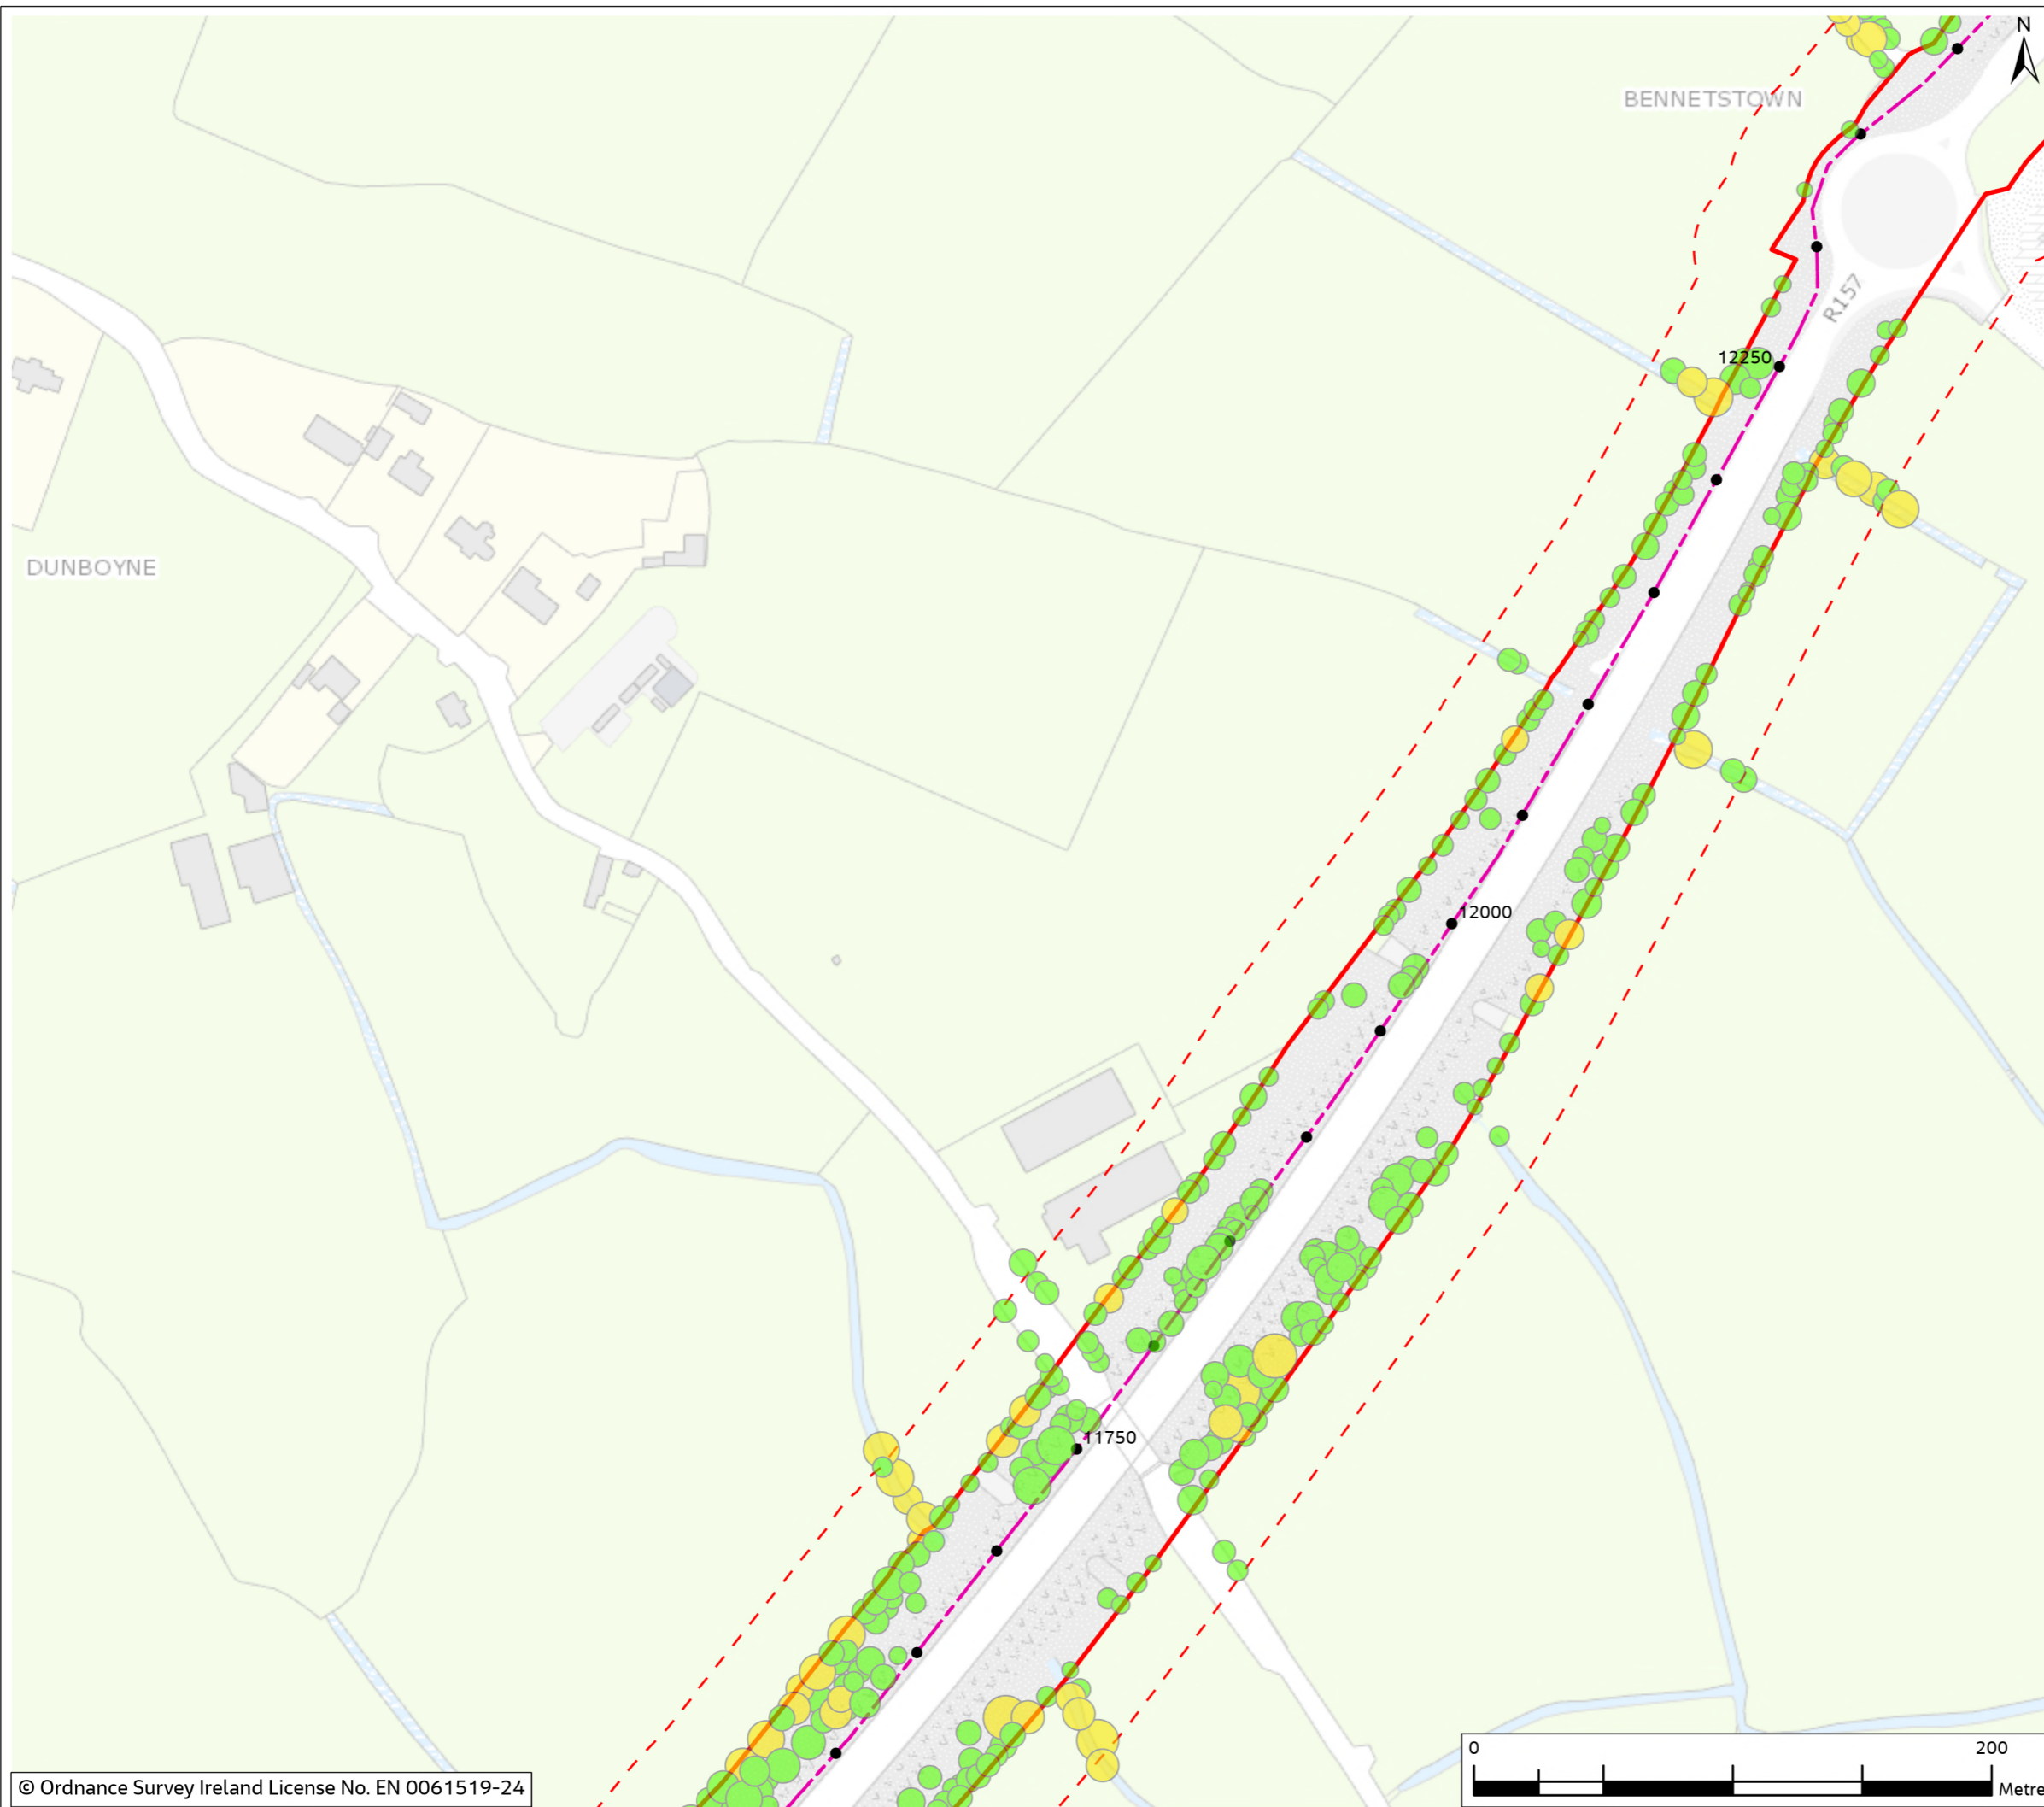 N
BENNETSTOWN
R157
12250
DUNBOYNE
12000
11750
0 200
Metre
© Ordnance Survey Ireland License No. EN 0061519-24